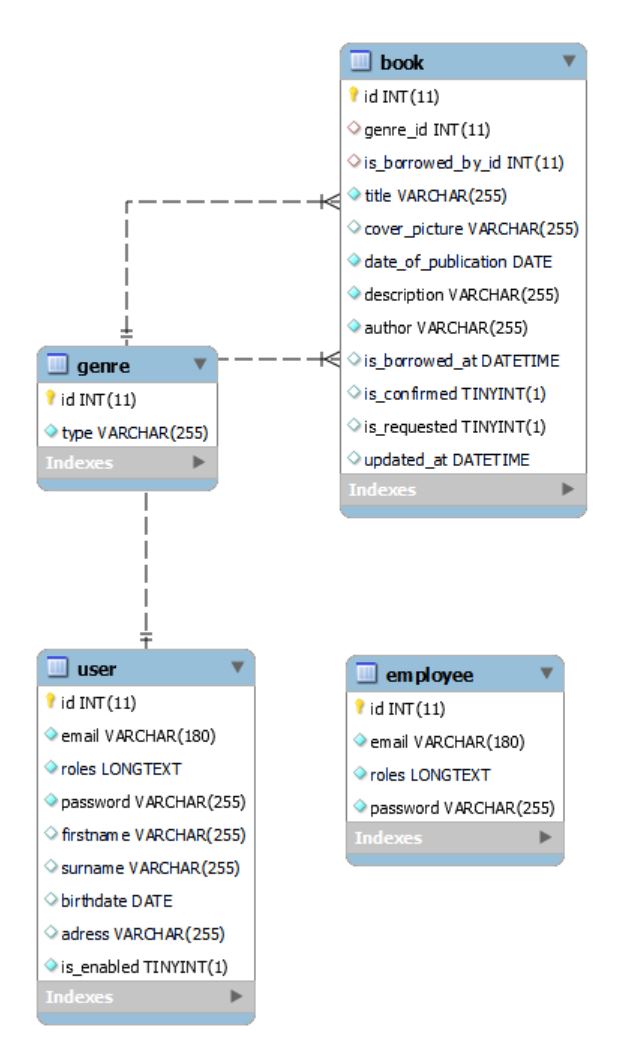 book
id INT(11)
genre_id INT(11)
is_borrowed_by_id INT(11)
title VARCHAR(255)
cover_picture VARCHAR(255)
date_of_publication DATE
description VARCHAR(255)
author VARCHAR(255)
is_borrowed_at DATETIME
is_confirmed TINYINT(1)
is_requested TINYINT(1)
updated_at DATETIME
Indexes
genre
id INT(11)
type VARCHAR(255)
Indexes
user
id INT(11)
email VARCHAR(180)
roles LONGTEXT
password VARCHAR(255)
firstname VARCHAR(255)
surname VARCHAR(255)
birthdate DATE
adress VARCHAR(255)
is_enabled TINYINT(1)
Indexes
employee
id INT(11)
email VARCHAR(180)
roles LONGTEXT
password VARCHAR(255)
Indexes